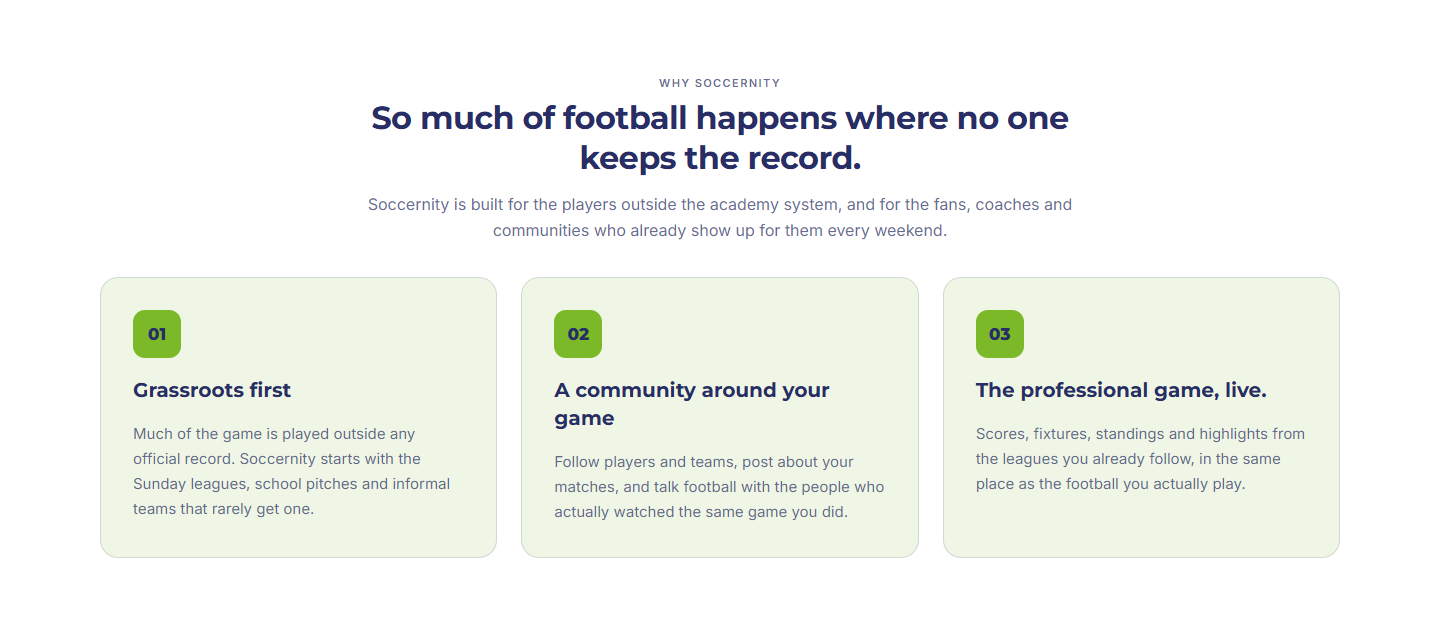 WHY SOCCERNITY
So much of football happens where no one
keeps the record.
Soccernity is built for the players outside the academy system, and for the fans, coaches and
communities who already show up for them every weekend.
01
Grassroots first
Much of the game is played outside any
official record. Soccernity starts with the
Sunday leagues, school pitches and informal
teams that rarely get one.
02
A community around your
game
Follow players and teams, post about your
matches, and talk football with the people who
actually watched the same game you did.
03
The professional game, live.
Scores, fixtures, standings and highlights from
the leagues you already follow, in the same
place as the football you actually play.